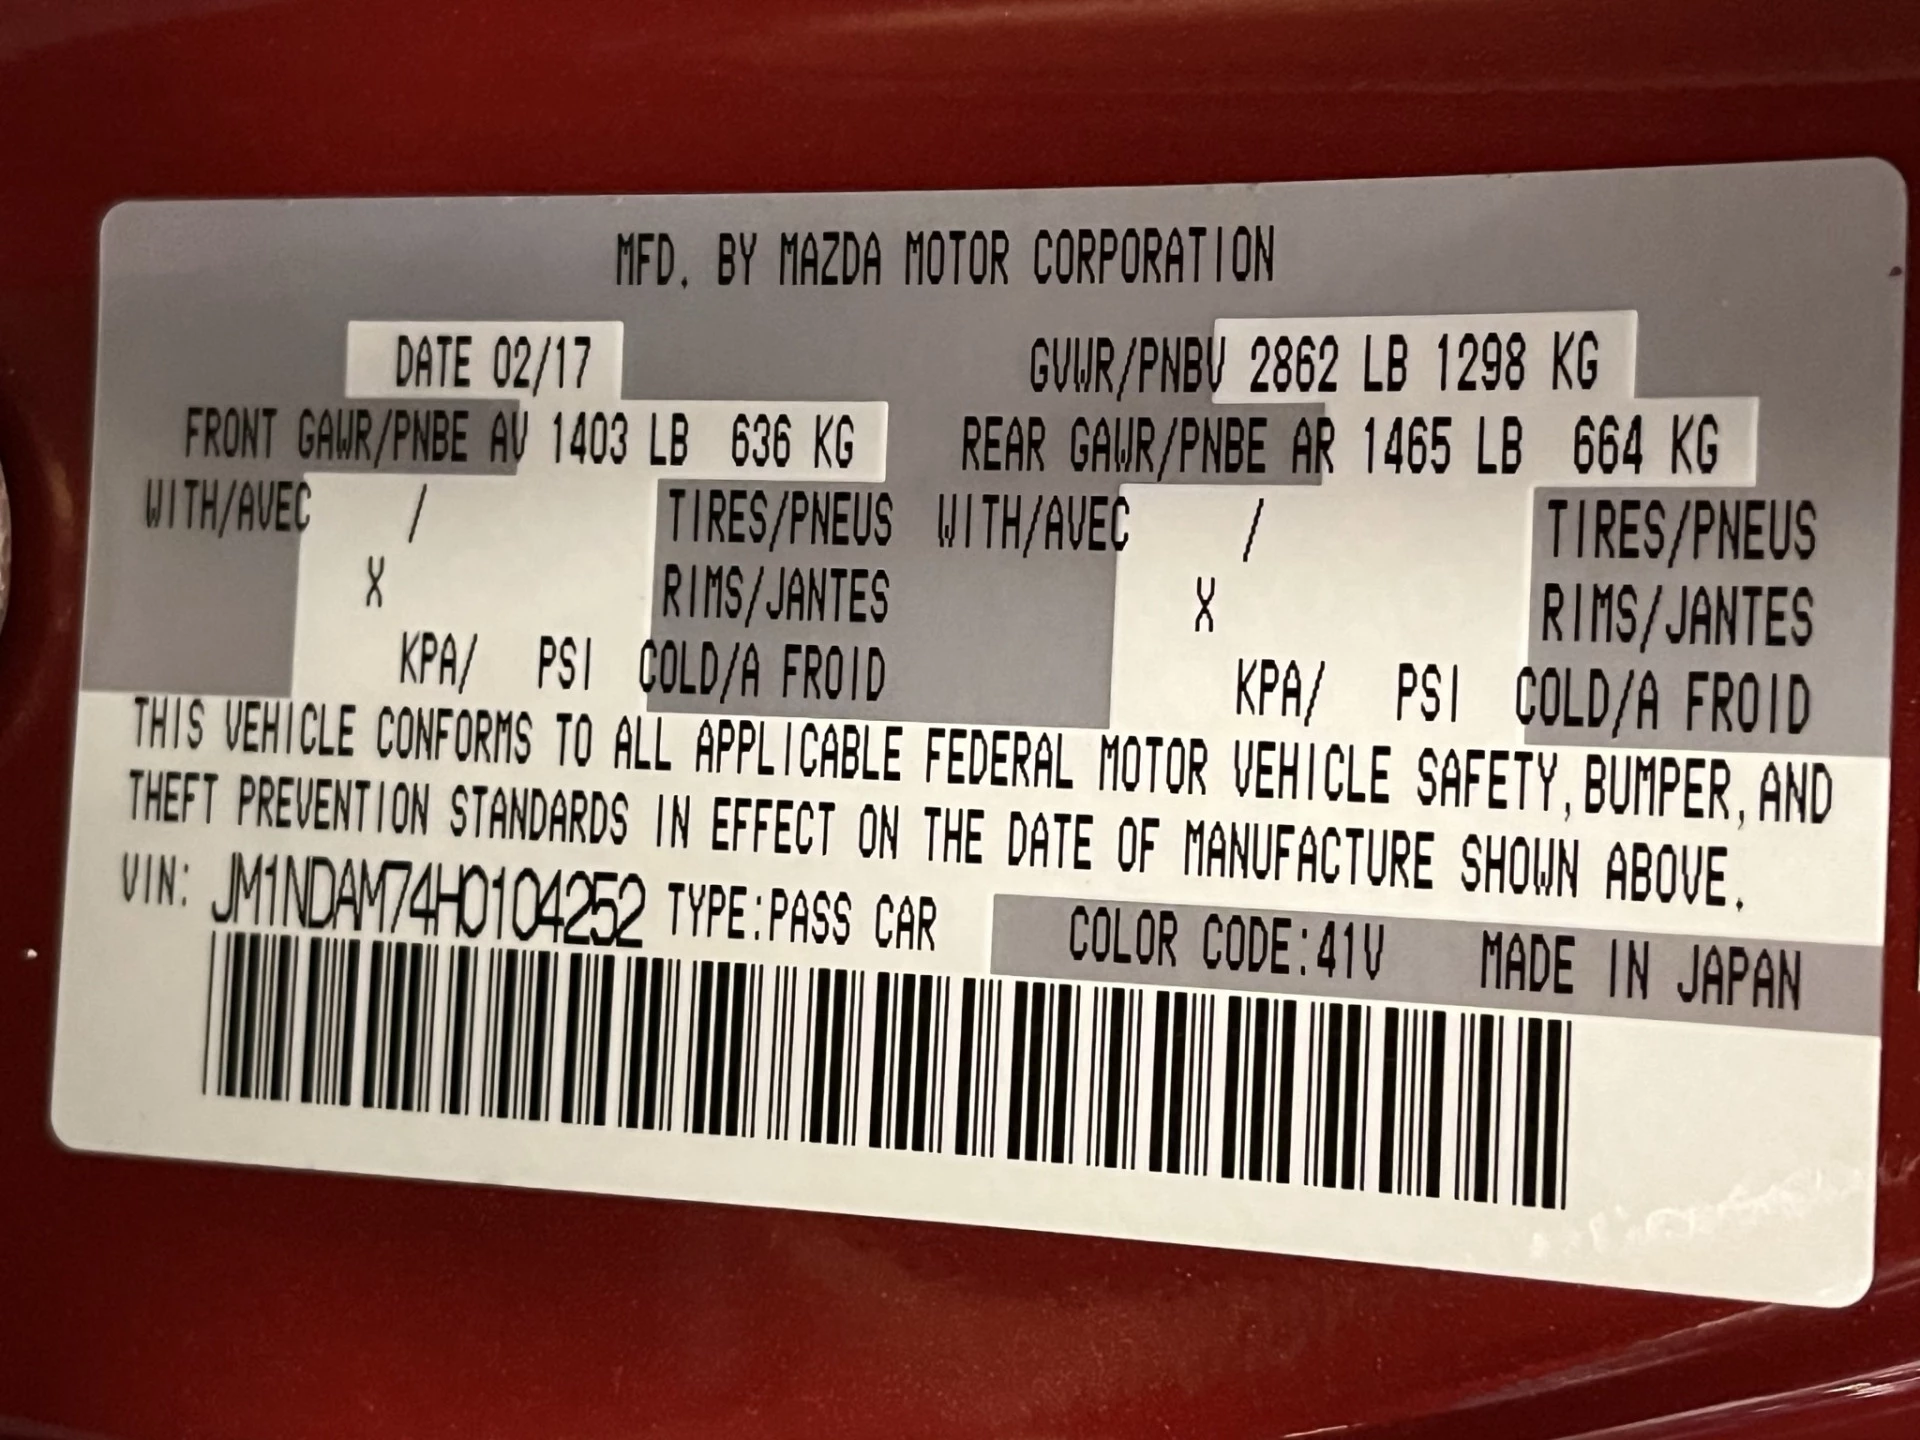 MFD. BY MAZDA MOTOR CORPORATION
DATE 02/17 GVWR/PNBV 2862 LB 1298 KG
FRONT GAWR/PNBE AV 1403 LB 636 KG REAR GAWR/PNBE AR 1465 LB 664 KG
WITH/AVEC / TIRES/PNEUS WITH/AVEC / TIRES/PNEUS
X RIMS/JANTES X RIMS/JANTES
KPA/ PSI COLD/A FROID KPA/ PSI COLD/A FROID
THIS VEHICLE CONFORMS TO ALL APPLICABLE FEDERAL MOTOR VEHICLE SAFETY, BUMPER, AND
THEFT PREVENTION STANDARDS IN EFFECT ON THE DATE OF MANUFACTURE SHOWN ABOVE.
VIN: JM1NDAM74H0104252 TYPE:PASS CAR COLOR CODE:41V MADE IN JAPAN